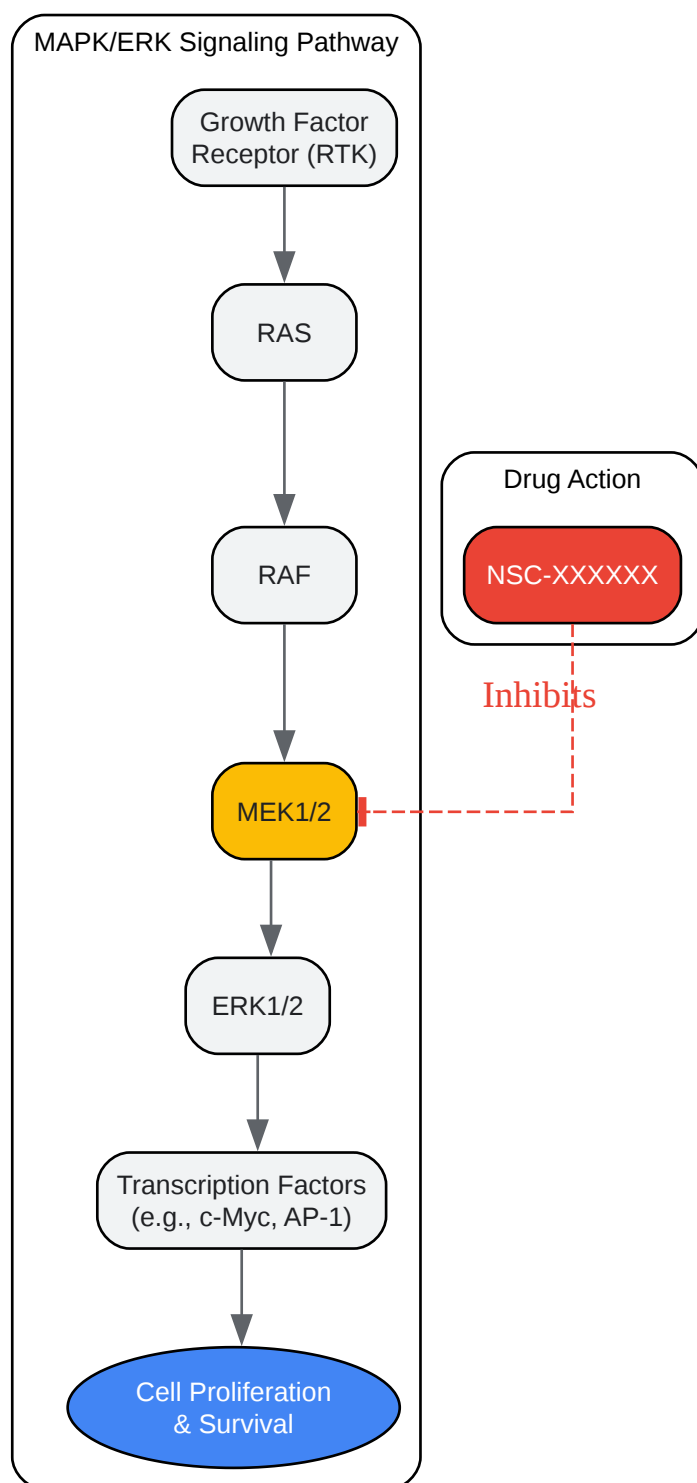 MAPK/ERK Signaling Pathway
Growth Factor
Receptor (RTK)
RAS
RAF
Drug Action
NSC-XXXXXX
Inhibits
MEK1/2
ERK1/2
Transcription Factors
(e.g., c-Myc, AP-1)
Cell Proliferation
& Survival